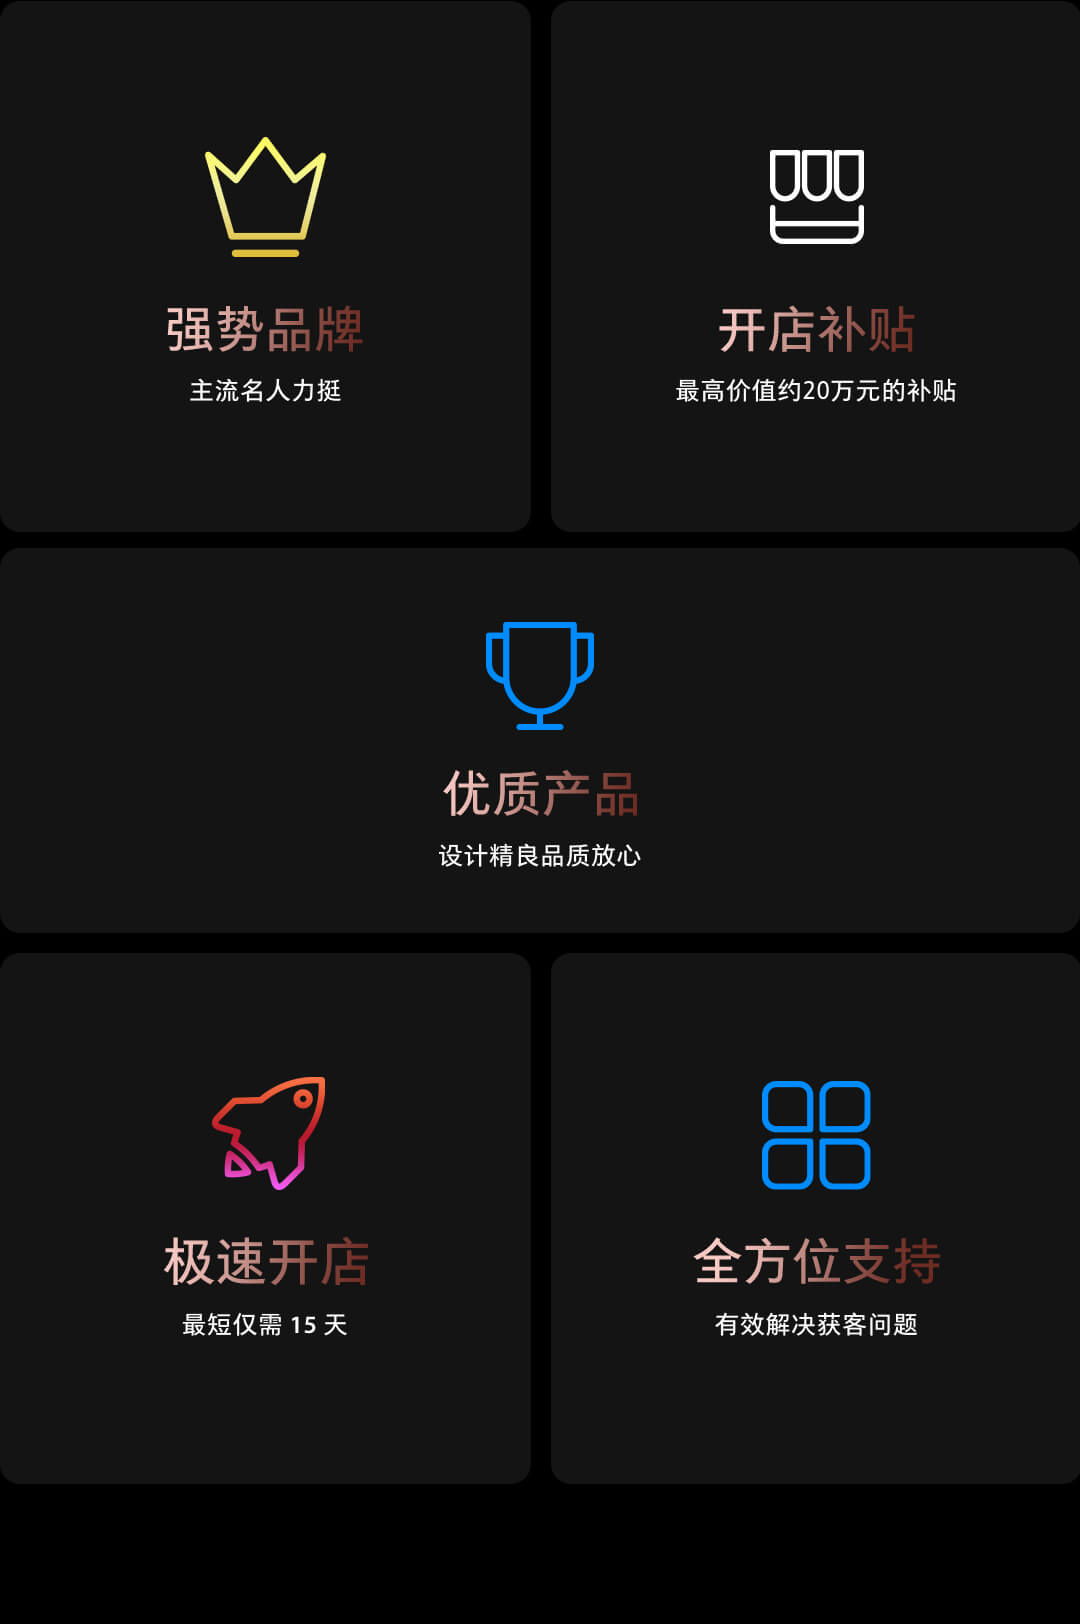 强势品牌
主流名人力挺
开店补贴
最高价值约20万元的补贴
优质产品
设计精良品质放心
极速开店
最短仅需 15 天
全方位支持
有效解决获客问题